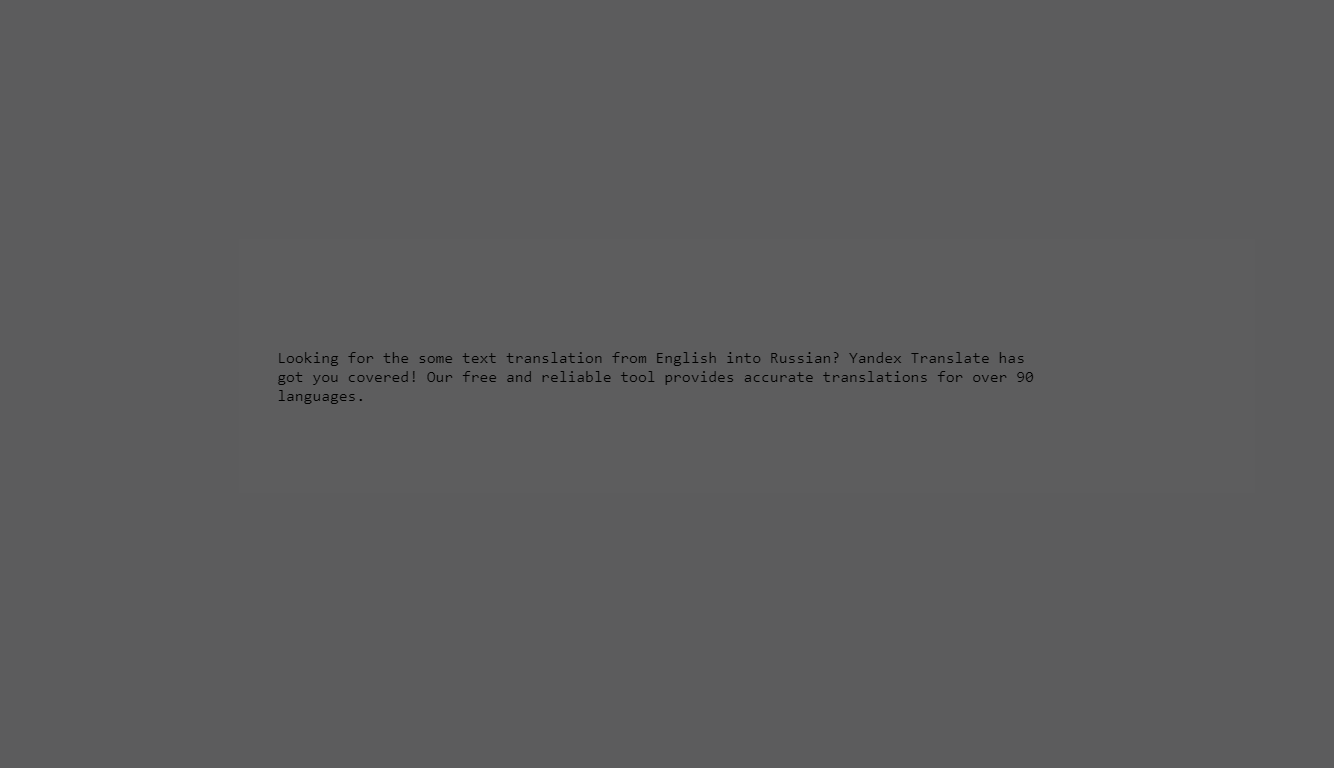 Looking for the some text translation from English into Russian? Yandex Translate has
got you covered! Our free and reliable tool provides accurate translations for over 90
languages.